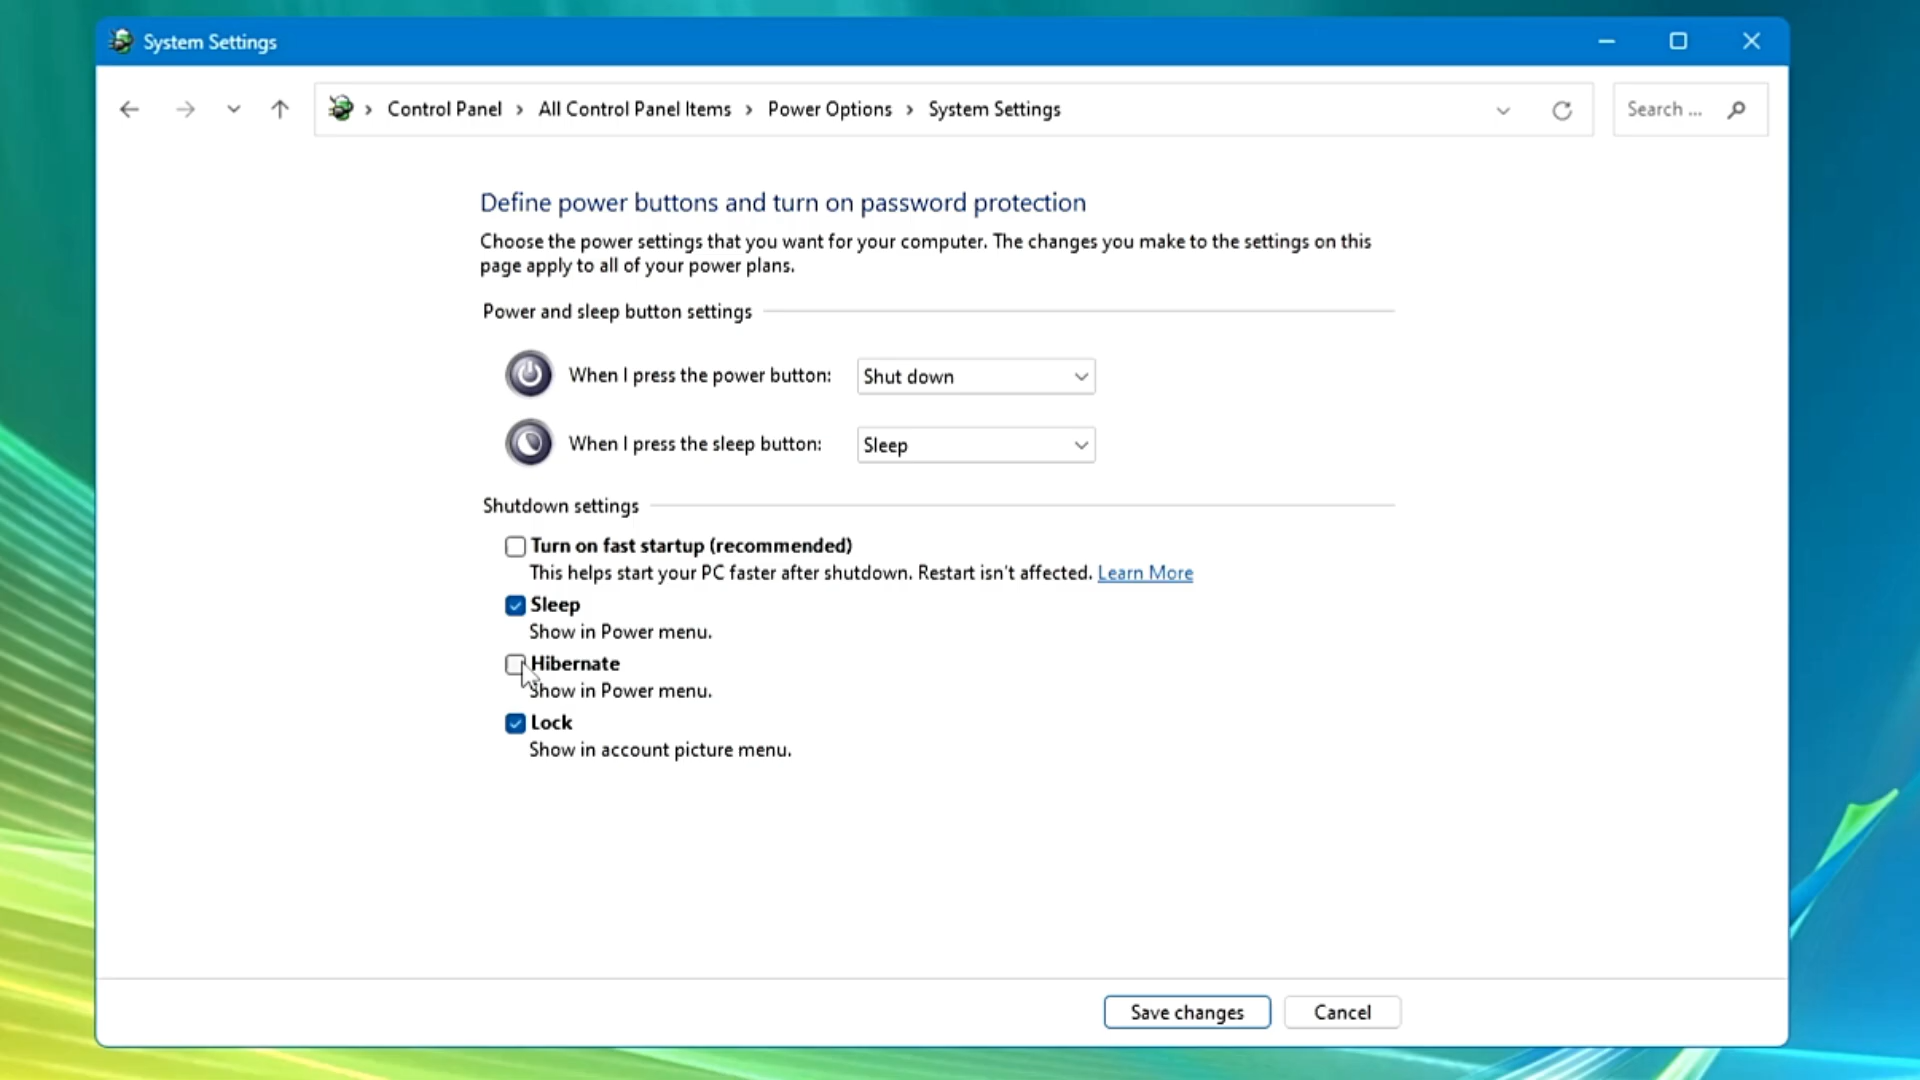 System Settings
Control Panel > All Control Panel Items > Power Options > System Settings
Search ...
Define power buttons and turn on password protection
Choose the power settings that you want for your computer. The changes you make to the settings on this
page apply to all of your power plans.
Power and sleep button settings
When I press the power button: Shut down
When I press the sleep button: Sleep
Shutdown settings
Turn on fast startup (recommended)
This helps start your PC faster after shutdown. Restart isn't affected. Learn More
Sleep
Show in Power menu.
Hibernate
Show in Power menu.
Lock
Show in account picture menu.
Save changes Cancel